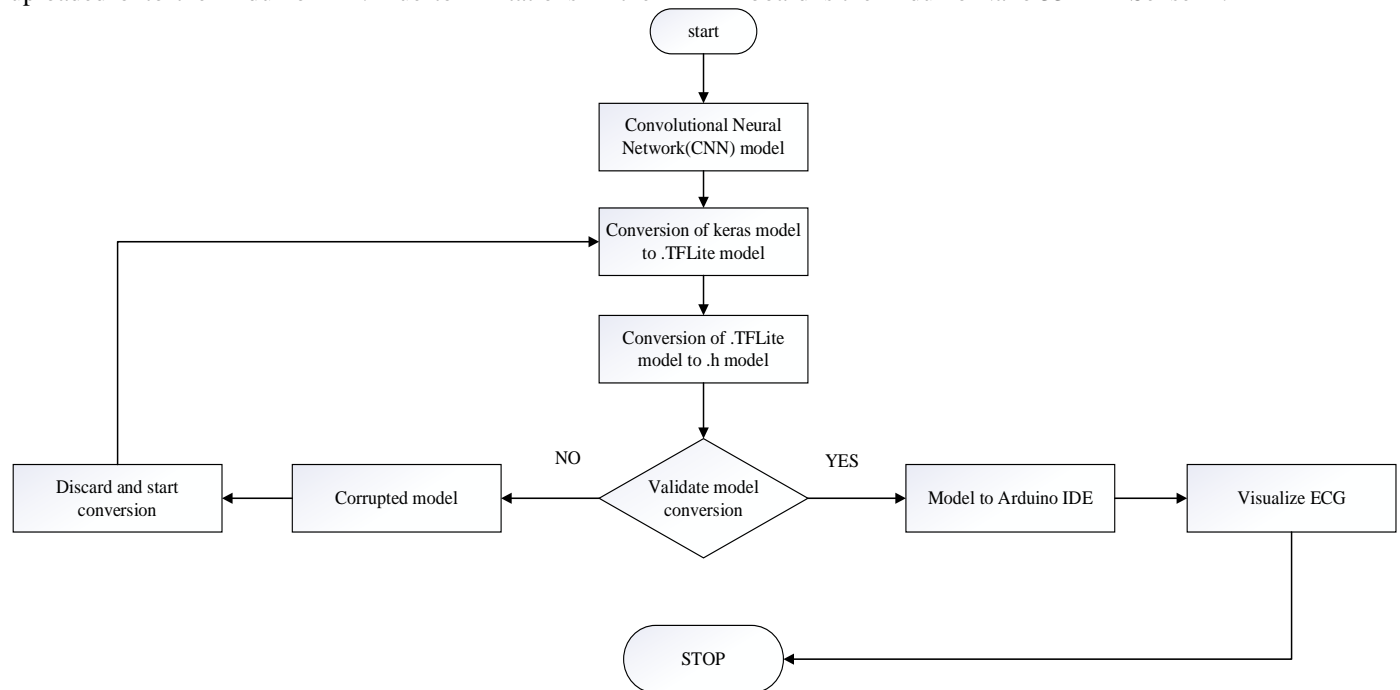 start
Convolutional Neural
Network(CNN) model
Conversion of keras model
to .TFLite model
Conversion of .TFLite
model to .h model
NO
YES
Discard and start
conversion
Corrupted model
Validate model
conversion
Model to Arduino IDE
Visualize ECG
STOP